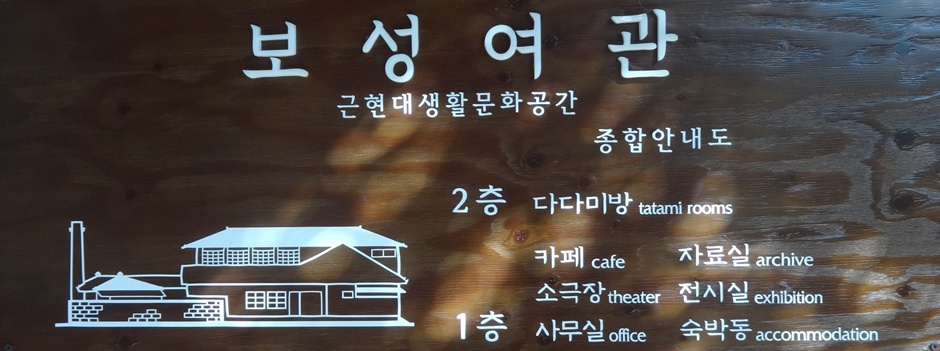 보성여관
근현대생활문화공간
종합안내도
2층 다다미방 tatami rooms
카페 cafe 자료실 archive
소극장 theater 전시실 exhibition
1층 사무실 office 숙박동 accommodation